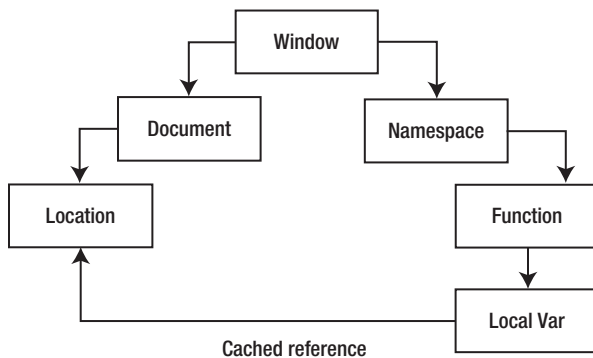 Window
Document
Namespace
Location
Function
Local Var
Cached reference